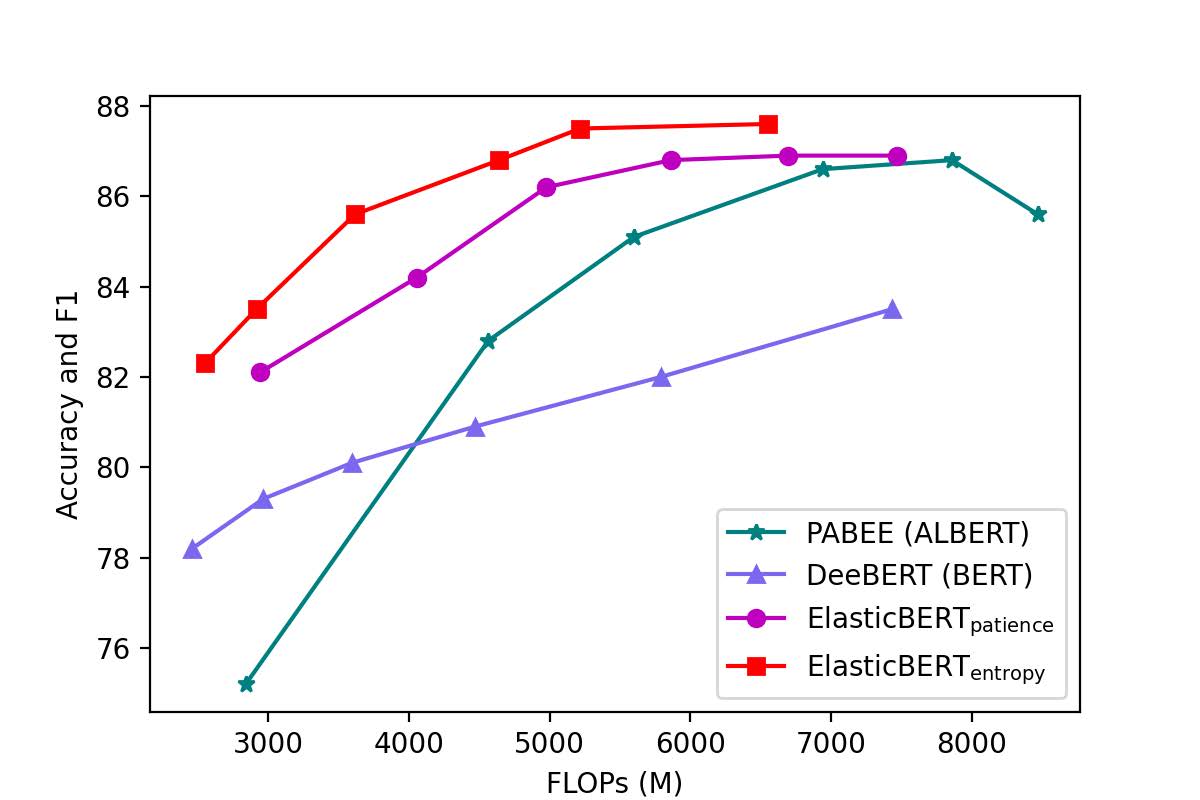 88
86
84
82
80
78
76
Accuracy and F1
3000 4000 5000 6000 7000 8000
FLOPs (M)
PABEE (ALBERT)
DeeBERT (BERT)
ElasticBERTpatience
ElasticBERTentropy